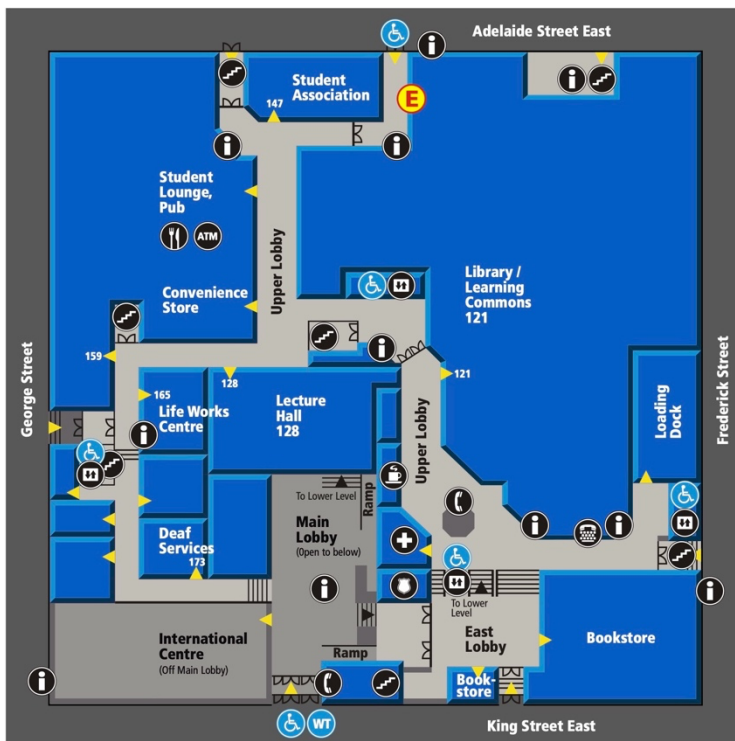 Adelaide Street East
E
Student
Association
147
Student
Lounge,
Pub
ATM
Upper Lobby
Convenience
Store
Library /
Learning
Commons
121
159
128
121
165
Life Works
Centre
Lecture
Hall
128
George Street
Frederick Street
Loading
Dock
Upper Lobby
To Lower Level
Ramp
Main
Lobby
(Open to below)
Deaf
Services
173
To Lower
Level
East
Lobby
International
Centre
(Off Main Lobby)
Ramp
Bookstore
Book-
store
WT
King Street East